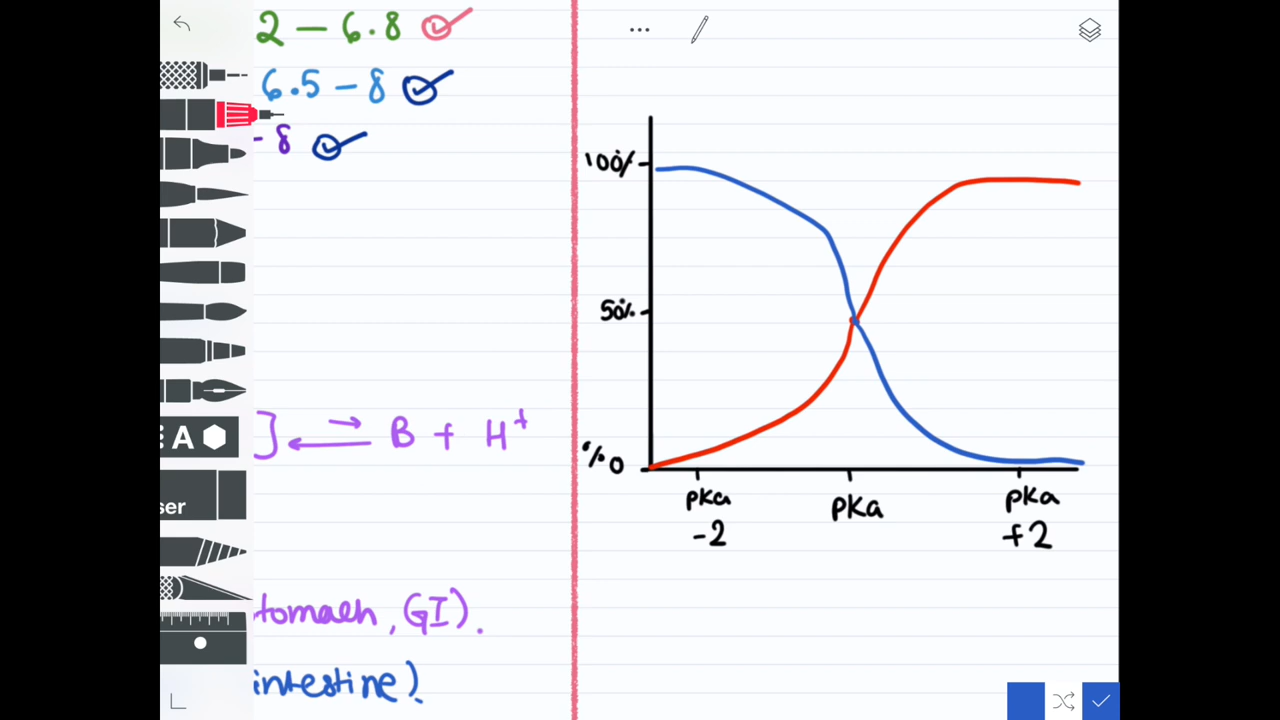 2 – 6.8
6.5 – 8
- 8
] ⇌ B + H⁺
tomach, (GI).
intestine).
A
ser
100%
50%
% 0
pka -2
pKa
pka +2